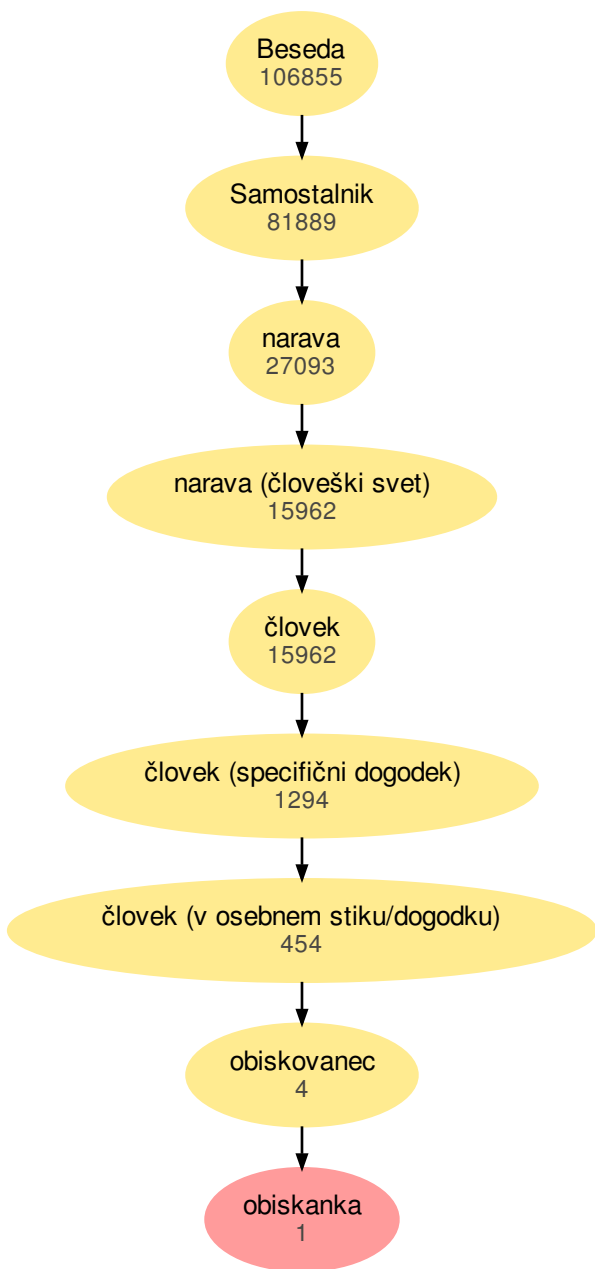 Beseda
106855
Samostalnik
81889
narava
27093
narava (človeški svet)
15962
človek
15962
človek (specifični dogodek)
1294
človek (v osebnem stiku/dogodku)
454
obiskovanec
4
obiskanka
1